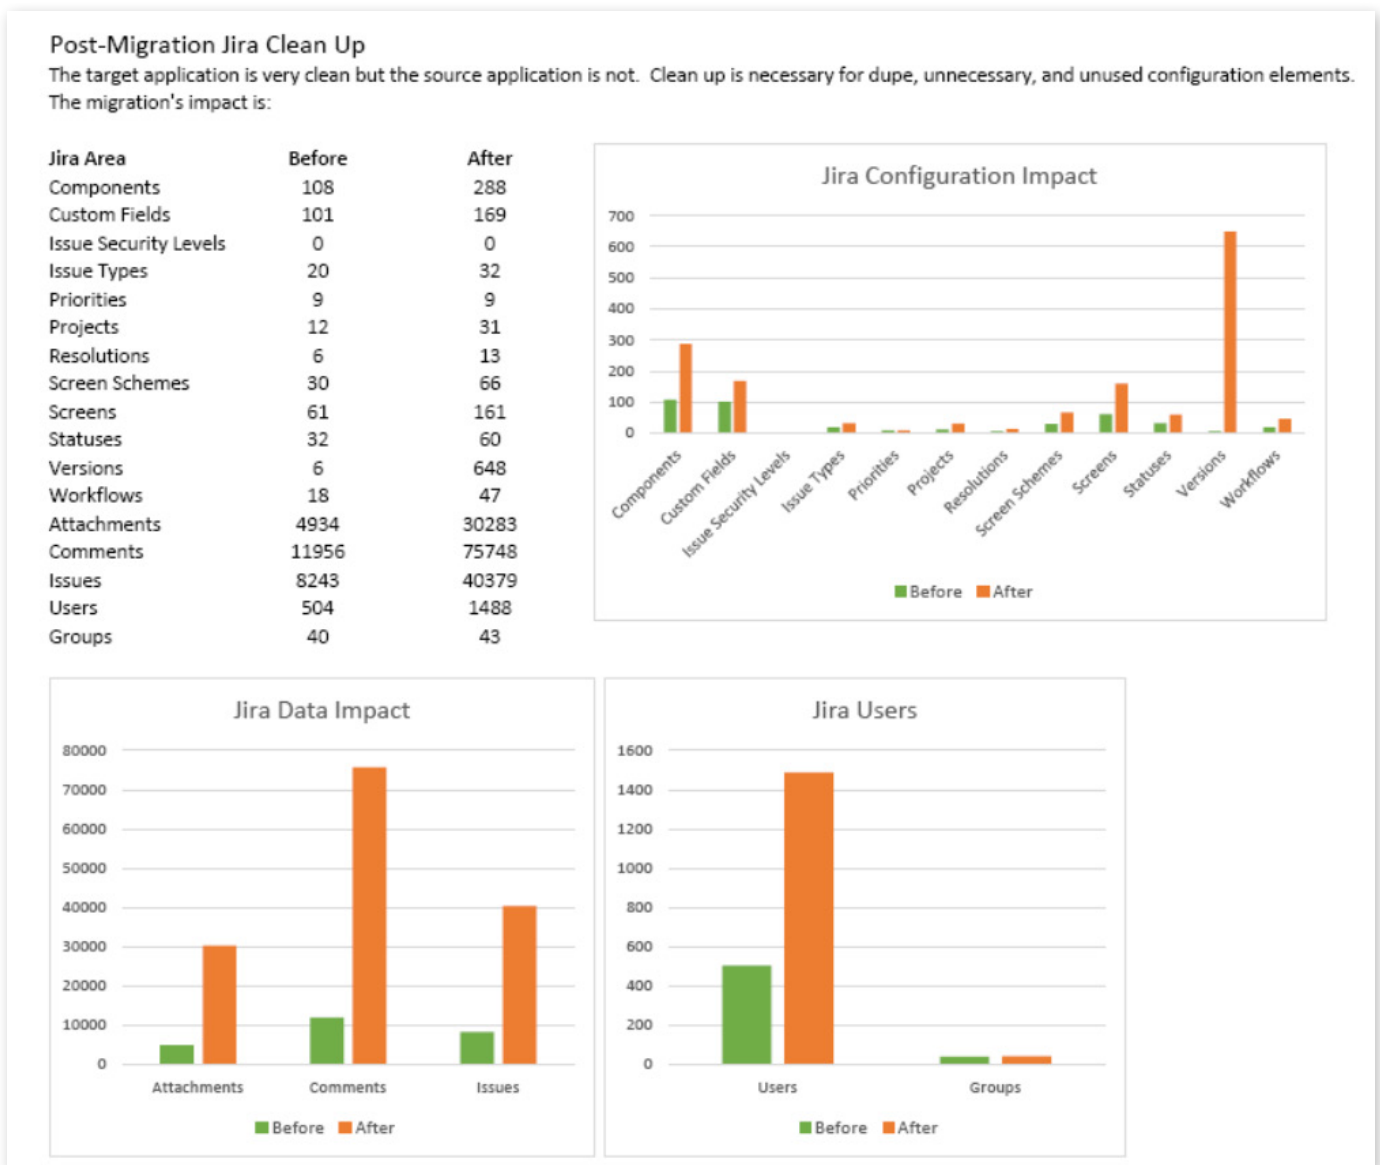 Post-Migration Jira Clean Up
The target application is very clean but the source application is not.  Clean up is necessary for dupe, unnecessary, and unused configuration elements.
The migration's impact is:
Jira Area Before After
Components 108 288
Custom Fields 101 169
Issue Security Levels 0 0
Issue Types 20 32
Priorities 9 9
Projects 12 31
Resolutions 6 13
Screen Schemes 30 66
Screens 61 161
Statuses 32 60
Versions 6 648
Workflows 18 47
Attachments 4934 30283
Comments 11956 75748
Issues 8243 40379
Users 504 1488
Groups 40 43
Jira Configuration Impact
700
600
500
400
300
200
100
0
Components Custom Fields Issue Security Levels Issue Types Priorities Projects Resolutions Screen Schemes Screens Statuses Versions Workflows
Before After
Jira Data Impact
80000
70000
60000
50000
40000
30000
20000
10000
0
Attachments Comments Issues
Before After
Jira Users
1600
1400
1200
1000
800
600
400
200
0
Users Groups
Before After